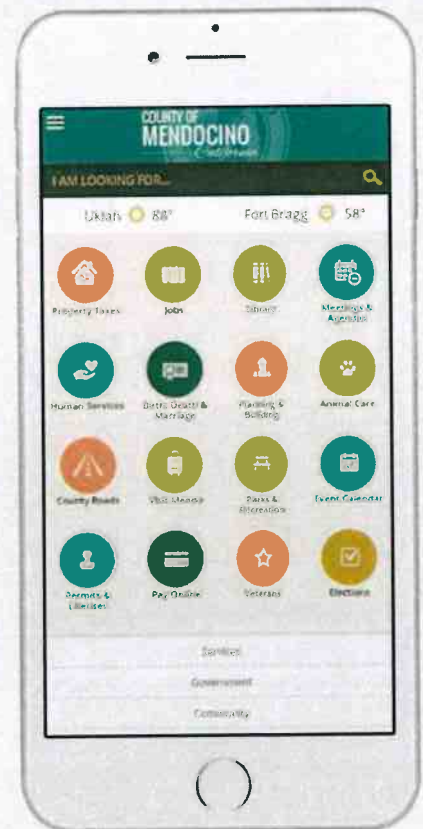 COUNTY OF
MENDOCINO
I AM LOOKING FOR...
Ukiah 88° Fort Bragg 58°
Property Taxes Jobs Library Meetings &
Agendas
Human Services Birth, Death & Planning & Animal Care
Marriage Building
County Roads Visit Mendo Parks & Event Calendar
Recreation
Permits & Pay Online Veterans Elections
Licenses
Services
Government
Community